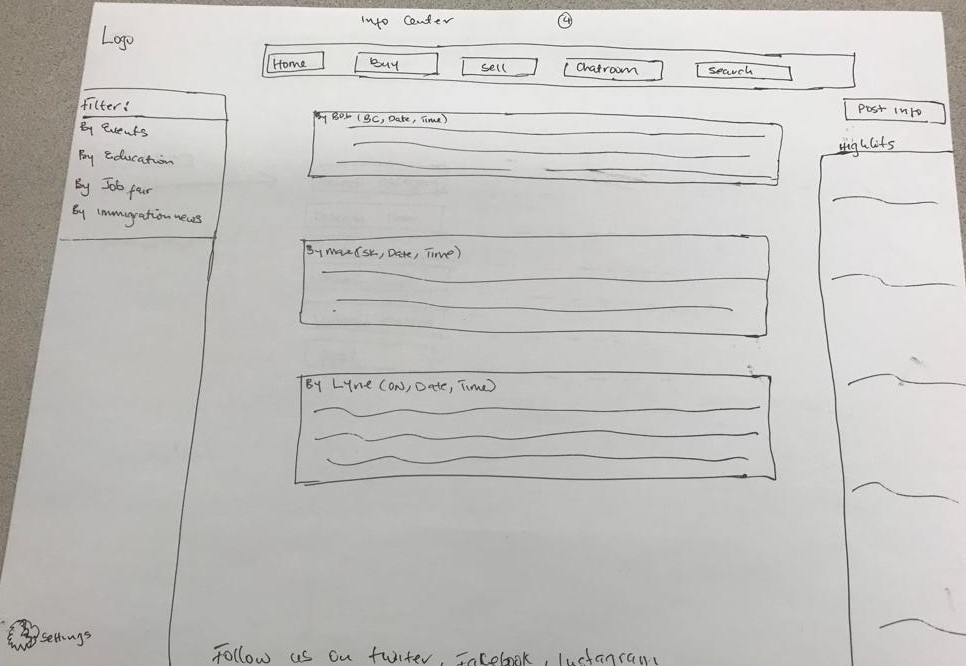 Info Center ④
Logo
Home Buy Sell Chatroom Search
Filter:
By Events
By Education
By Job fair
By immigration news
By Bob (BC, Date, Time)
By Max (SK, Date, Time)
By Lyne (ON, Date, Time)
Post info
Highlits
Settings
Follow us on twiter, Facebook, Instagram